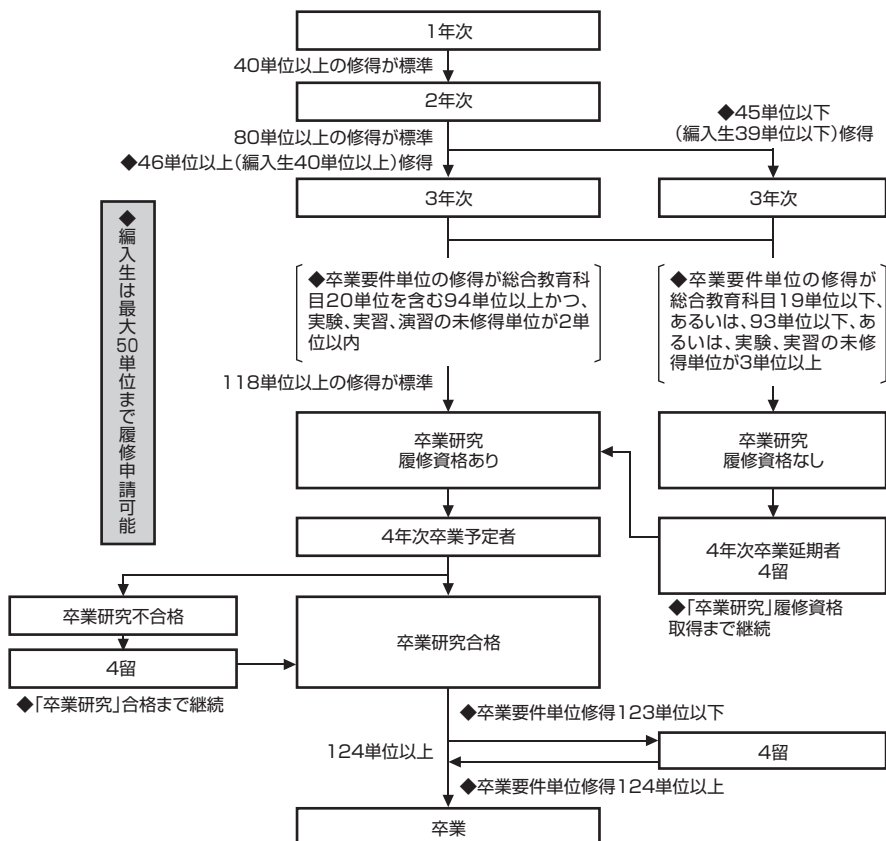 1年次
40単位以上の修得が標準
2年次
80単位以上の修得が標準
◆46単位以上(編入生40単位以上)修得
◆45単位以下
(編入生39単位以下)修得
3年次
3年次
◆編入生は最大50単位まで履修申請可能
◆卒業要件単位の修得が総合教育科
目20単位を含む94単位以上かつ、
実験、実習、演習の未修得単位が2単
位以内
◆卒業要件単位の修得が
総合教育科目19単位以下、
あるいは、93単位以下、あ
るいは、実験、実習の未修
得単位が3単位以上
118単位以上の修得が標準
卒業研究
履修資格あり
卒業研究
履修資格なし
4年次卒業予定者
4年次卒業延期者
4留
◆「卒業研究」履修資格
取得まで継続
卒業研究不合格
4留
◆「卒業研究」合格まで継続
卒業研究合格
◆卒業要件単位修得123単位以下
124単位以上
4留
◆卒業要件単位修得124単位以上
卒業